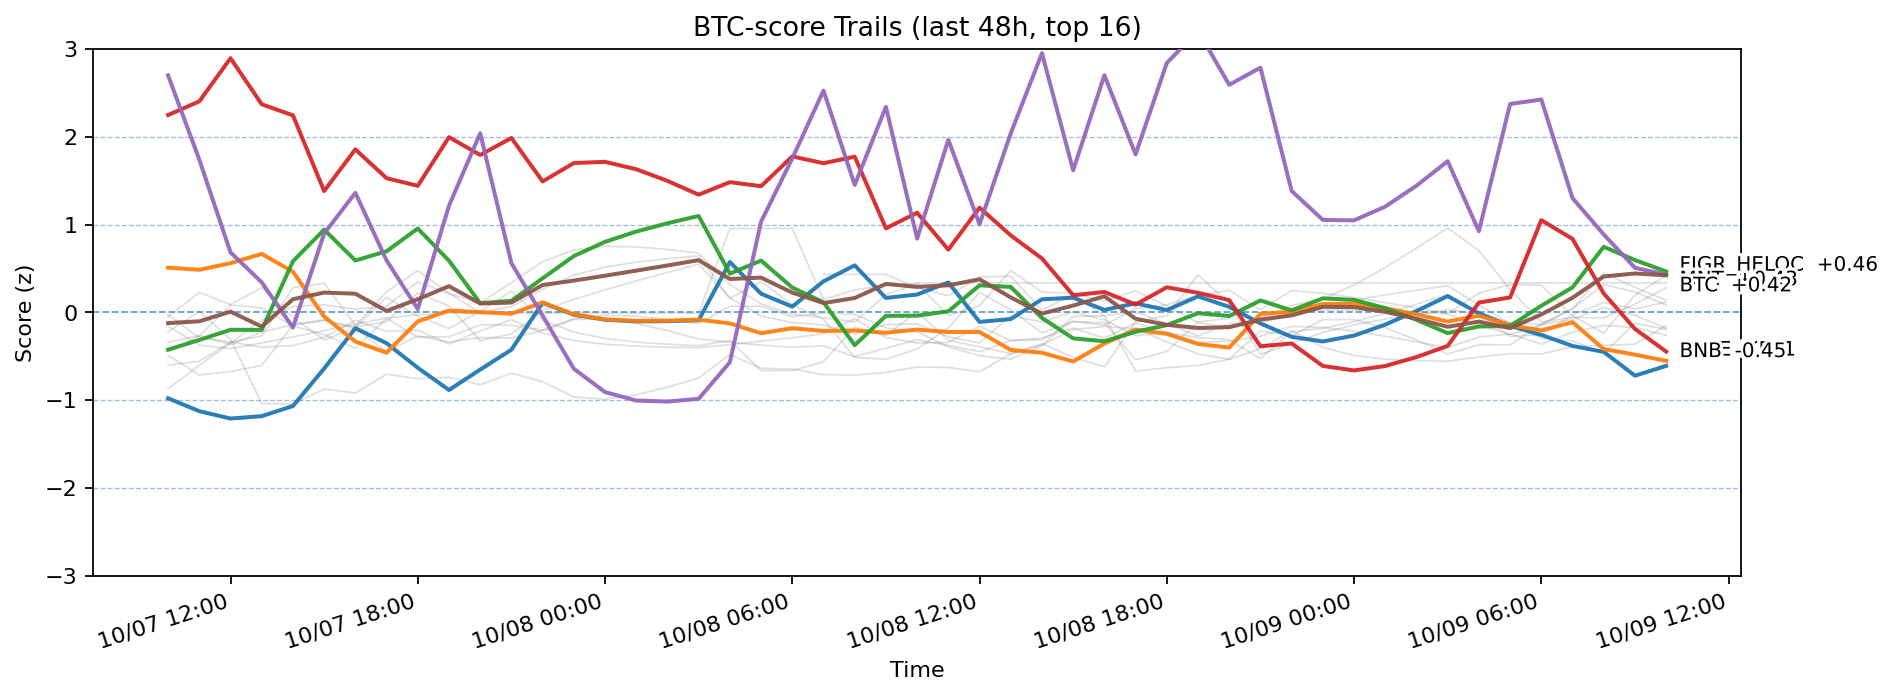 BTC-score Trails (last 48h, top 16)
Score (z)
3
2
1
0
−1
−2
−3
FIGR_HELOC +0.46
BTC +0.42
BNB -0.45
10/07 12:00
10/07 18:00
10/08 00:00
10/08 06:00
10/08 12:00
10/08 18:00
10/09 00:00
10/09 06:00
10/09 12:00
Time